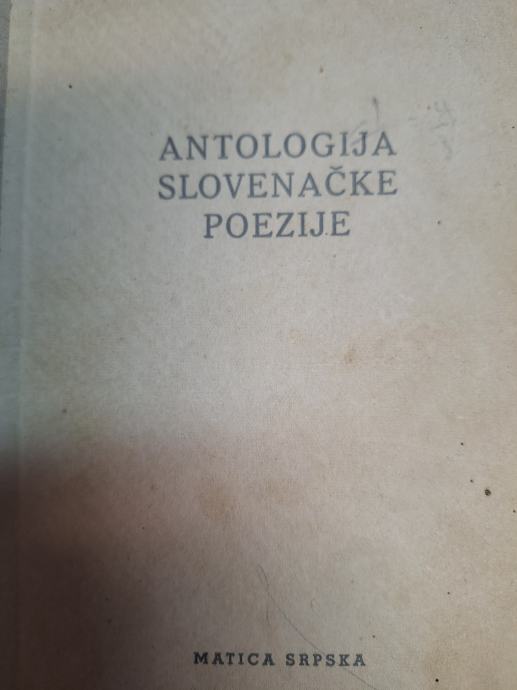 ANTOLOGIJA
SLOVENAČKE
POEZIJE
MATICA SRPSKA